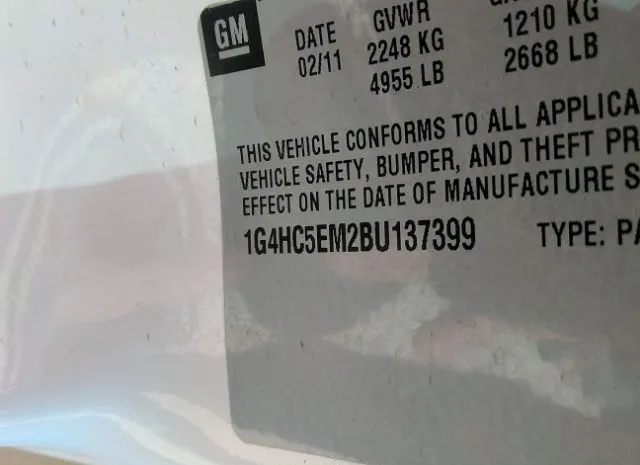 GM
DATE GVWR
02/11 2248 KG 1210 KG
4955 LB 2668 LB
THIS VEHICLE CONFORMS TO ALL APPLICA
VEHICLE SAFETY, BUMPER, AND THEFT PR
EFFECT ON THE DATE OF MANUFACTURE S
1G4HC5EM2BU137399 TYPE: PA